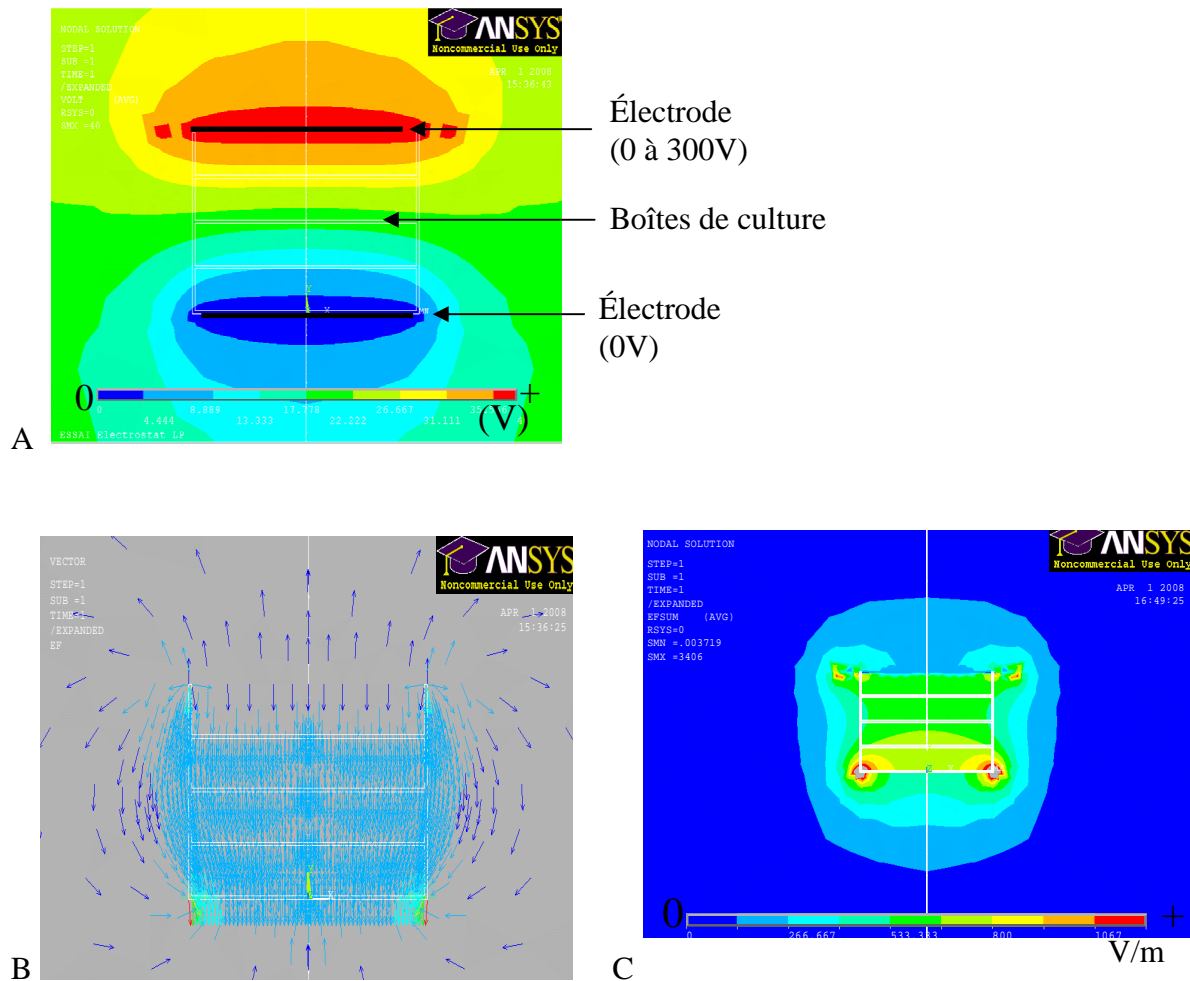 ANSYS
Noncommercial Use Only
NODAL SOLUTION
STEP=1
SUB =1
TIME=1
/EXPANDED
VOLT (AVG)
RSYS=0
SMX =40
APR 1 2008
15:36:43
Électrode
(0 à 300V)
Boîtes de culture
Électrode
(0V)
Y
X
MN
0 +
0 8.889 17.778 26.667
4.444 13.333 22.222 31.111
(V)
ESSAI Electrostat LP
A
ANSYS
Noncommercial Use Only
VECTOR
STEP=1
SUB =1
TIME=1
/EXPANDED
EF
APR 1 2008
15:36:25
B
ANSYS
Noncommercial Use Only
NODAL SOLUTION
STEP=1
SUB =1
TIME=1
/EXPANDED
EFSUM (AVG)
RSYS=0
SMN =.003719
SMX =3406
APR 1 2008
16:49:25
0 +
0 266.667 533.333 800 1067
V/m
C